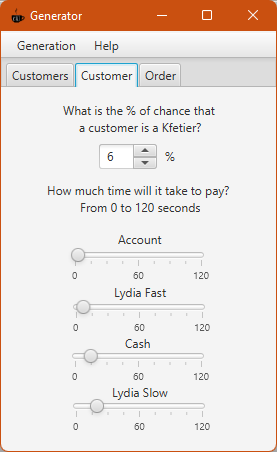 Generator
Generation Help
Customers Customer Order
What is the % of chance that
a customer is a Kfetier?
6 %
How much time will it take to pay?
From 0 to 120 seconds
Account
0 60 120
Lydia Fast
0 60 120
Cash
0 60 120
Lydia Slow
0 60 120